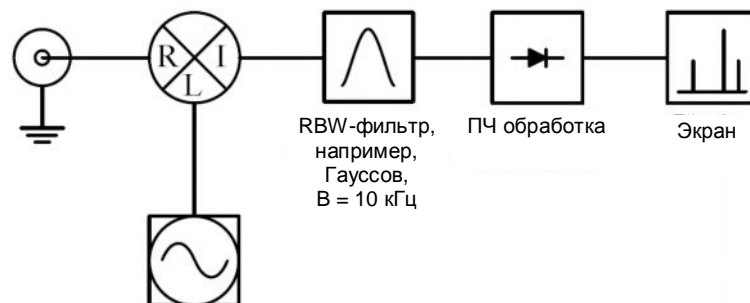 R I
L
RBW-фильтр,
например,
Гауссов,
B = 10 кГц
ПЧ обработка
Экран